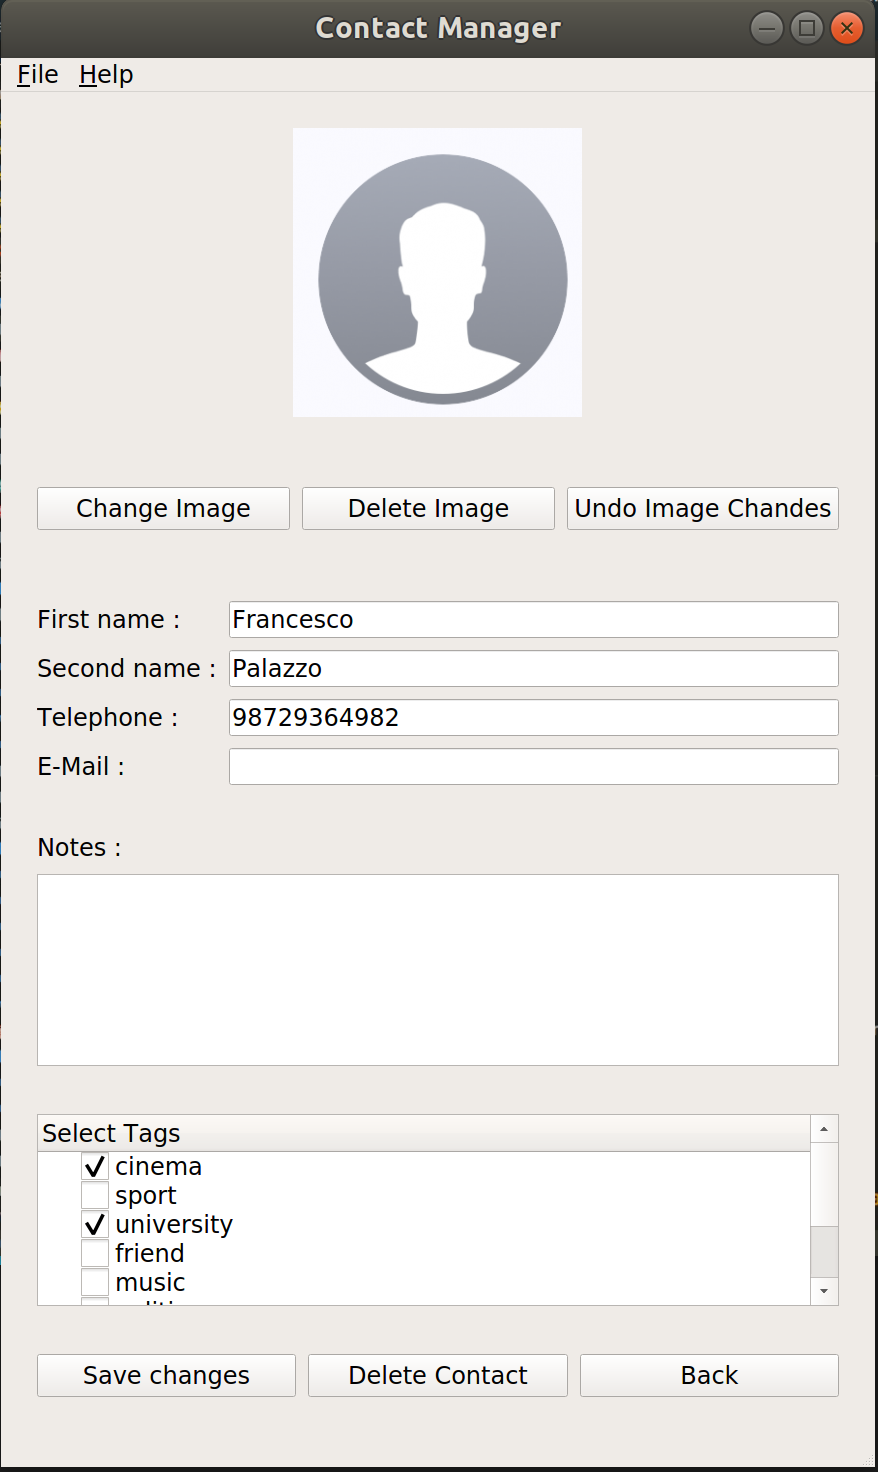 Contact Manager
File Help
Change Image Delete Image Undo Image Chandes
First name : Francesco
Second name : Palazzo
Telephone : 98729364982
E-Mail :
Notes :
Select Tags
cinema
sport
university
friend
music
Save changes Delete Contact Back